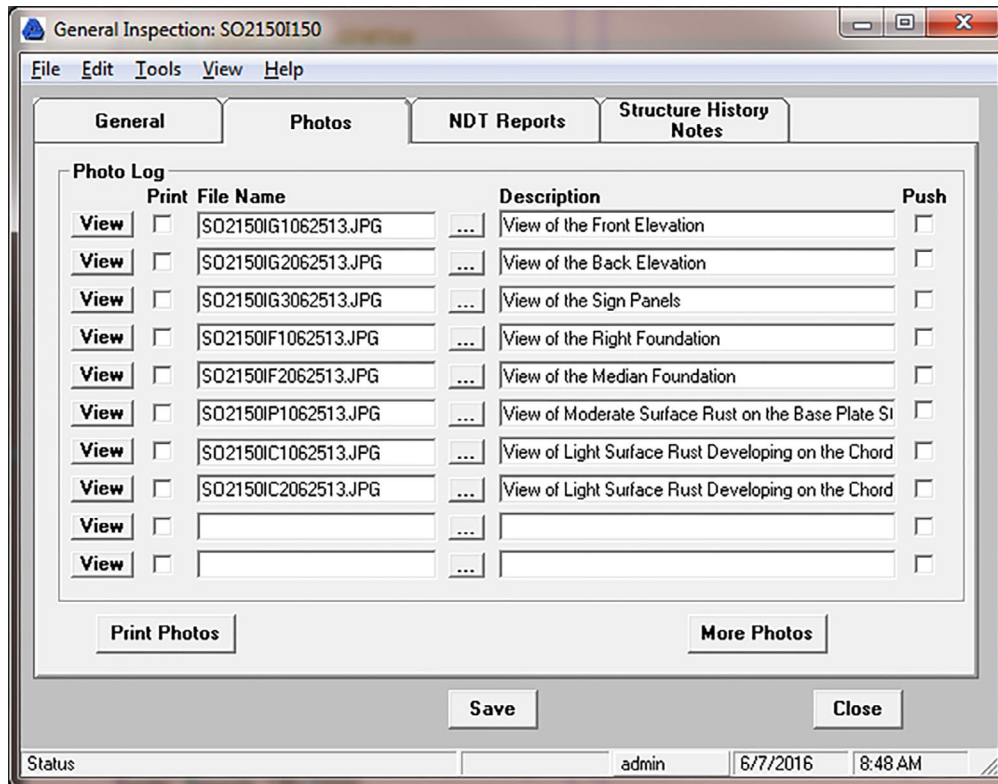 General Inspection: SO2150I150
File Edit Tools View Help
General Photos NDT Reports Structure History Notes
Photo Log
Print File Name Description Push
View SO2150IG1062513.JPG ... View of the Front Elevation
View SO2150IG2062513.JPG ... View of the Back Elevation
View SO2150IG3062513.JPG ... View of the Sign Panels
View SO2150IF1062513.JPG ... View of the Right Foundation
View SO2150IF2062513.JPG ... View of the Median Foundation
View SO2150IP1062513.JPG ... View of Moderate Surface Rust on the Base Plate
View SO2150IC1062513.JPG ... View of Light Surface Rust Developing on the Chord
View SO2150IC2062513.JPG ... View of Light Surface Rust Developing on the Chord
View ...
View ...
Print Photos More Photos
Save Close
Status admin 6/7/2016 8:48 AM